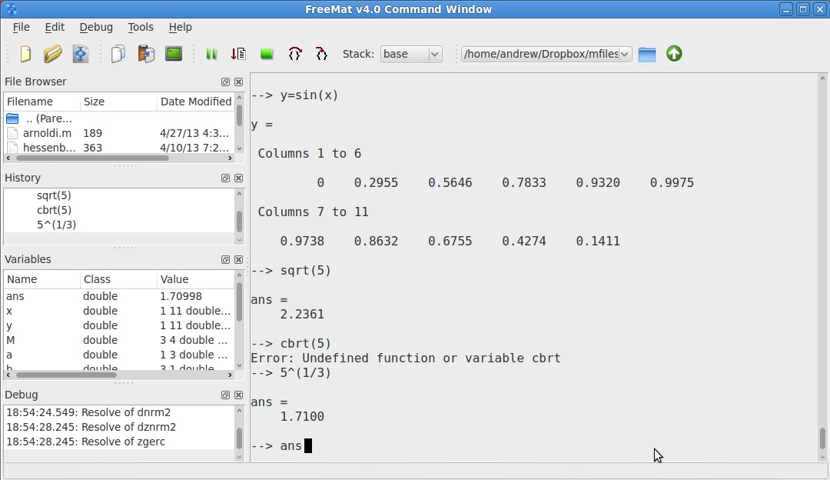 FreeMat v4.0 Command Window
File Edit Debug Tools Help
Stack: base /home/andrew/Dropbox/mfiles
File Browser
Filename Size Date Modified
.. (Pare...
arnoldi.m 189 4/27/13 4:3...
hessenb... 363 4/10/13 7:2...
History
sqrt(5)
cbrt(5)
5^(1/3)
Variables
Name Class Value
ans double 1.70998
x double 1 11 double...
y double 1 11 double...
M double 3 4 double ...
a double 1 3 double ...
b double 3 1 double
Debug
18:54:24.549: Resolve of dnrm2
18:54:28.245: Resolve of dznrm2
18:54:28.245: Resolve of zgerc
--> y=sin(x)
y =
Columns 1 to 6
0 0.2955 0.5646 0.7833 0.9320 0.9975
Columns 7 to 11
0.9738 0.8632 0.6755 0.4274 0.1411
--> sqrt(5)
ans =
2.2361
--> cbrt(5)
Error: Undefined function or variable cbrt
--> 5^(1/3)
ans =
1.7100
--> ans